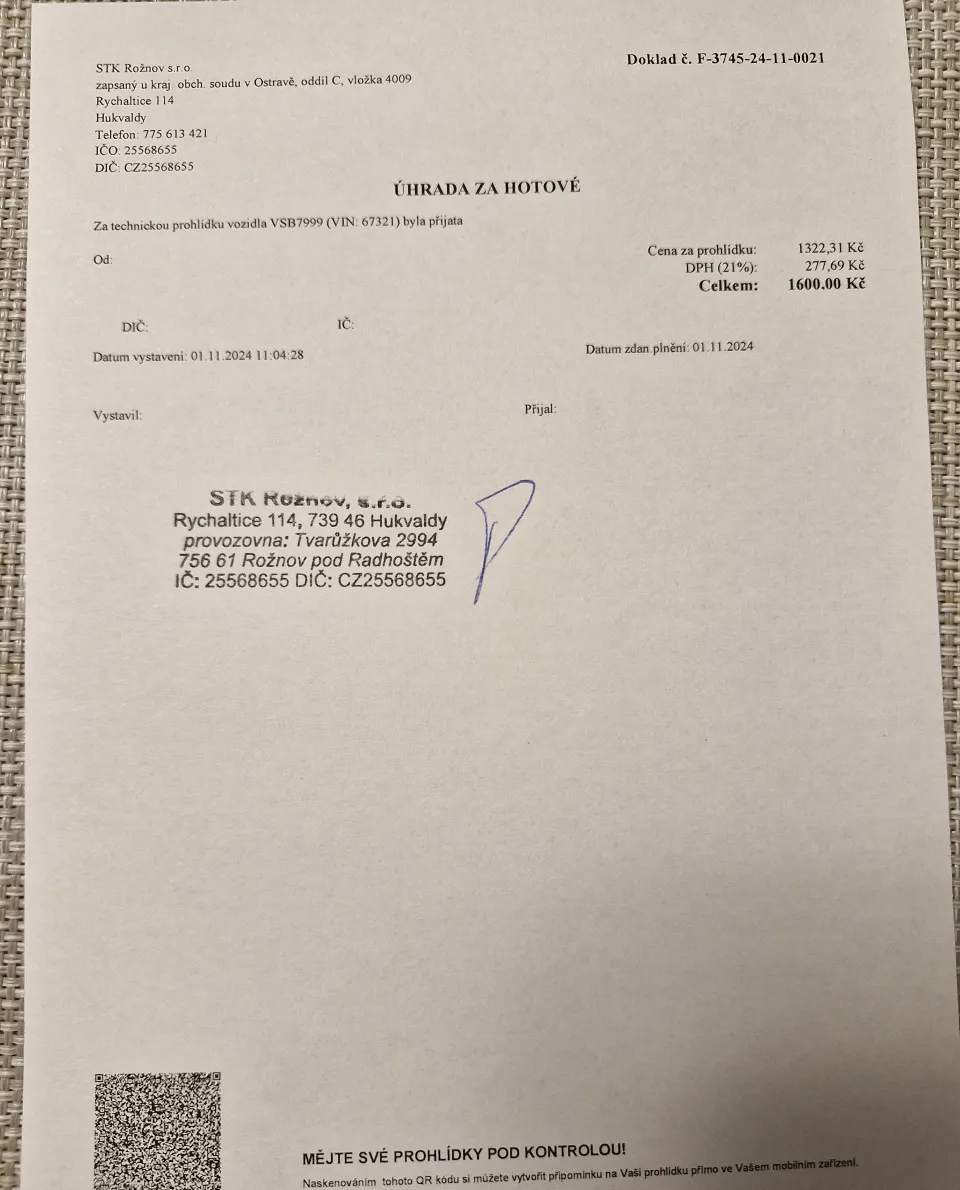 STK Rožnov s.r.o.
Doklad č. F-3745-24-11-0021
zapsaný u kraj. obch. soudu v Ostravě, oddíl C, vložka 4009
Rychaltice 114
Hukvaldy
Telefon: 775 613 421
IČO: 25568655
DIČ: CZ25568655
ÚHRADA ZA HOTOVÉ
Za technickou prohlídku vozidla VSB7999 (VIN: 67321) byla přijata
Od:
Cena za prohlídku: 1322,31 Kč
DPH (21%): 277,69 Kč
Celkem: 1600.00 Kč
DIČ: IČ:
Datum vystavení: 01.11.2024 11:04:28
Datum zdan.plnění: 01.11.2024
Vystavil:
Přijal:
STK Rožnov, s.r.o.
Rychaltice 114, 739 46 Hukvaldy
provozovna: Tvarůžkova 2994
756 61 Rožnov pod Radhoštěm
IČ: 25568655 DIČ: CZ25568655
MĚJTE SVÉ PROHLÍDKY POD KONTROLOU!
Naskenováním tohoto QR kódu si můžete vytvořit připomínku na Vaši prohlídku přímo ve Vašem mobilním zařízení.